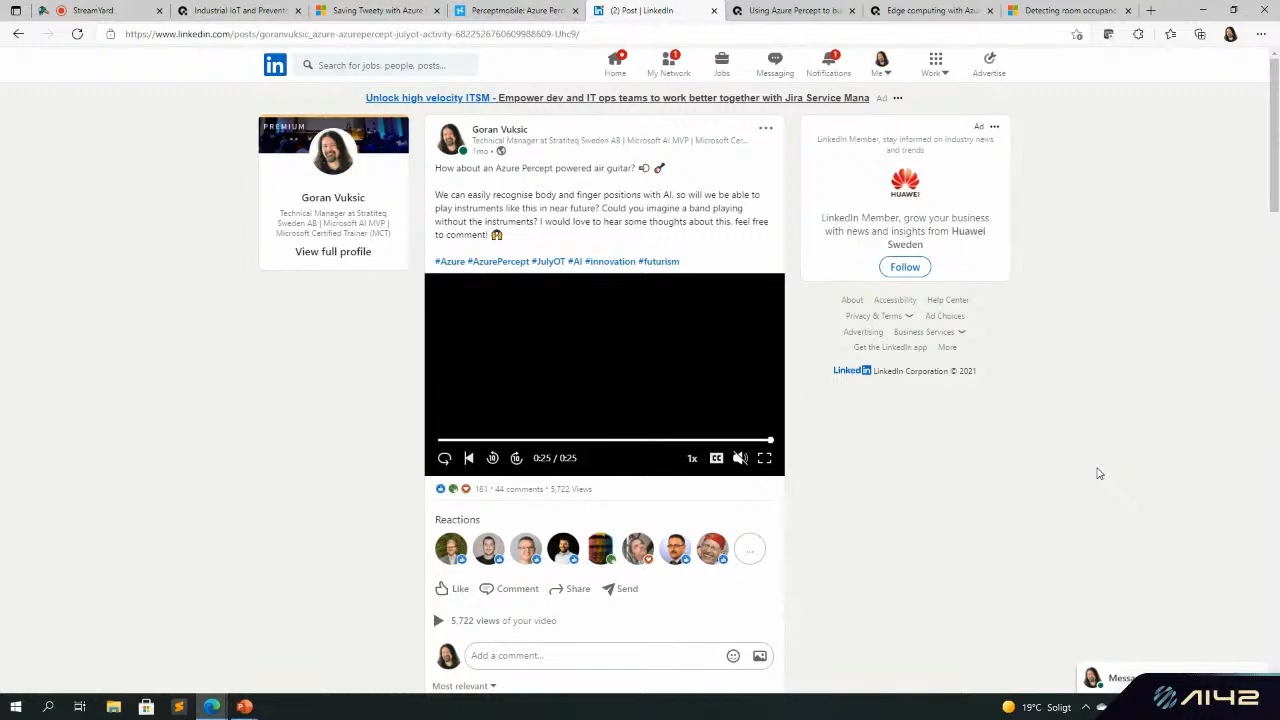 StreamYard
Industrial IoT and Prevent
Saving Tweety with Azure
Perceptmobile: Azure Perc
(2) Post | LinkedIn
Using Azure Percept to bu
Edge computing with Azur
Detecting room occupanc
https://www.linkedin.com/posts/goranvuksic_azure-azurepercept-julyot-activity-6822526760609988609-Uhc9/
in
Search for jobs, people, posts...
1
1
Home
My Network
Jobs
Messaging
Notifications
Me
Work
Advertise
Unlock high velocity ITSM - Empower dev and IT ops teams to work better together with Jira Service Mana
Ad
PREMIUM
Goran Vuksic
Technical Manager at Stratiteq
Sweden AB | Microsoft AI MVP |
Microsoft Certified Trainer (MCT)
View full profile
Goran Vuksic
Technical Manager at Stratiteq Sweden AB | Microsoft AI MVP | Microsoft Cer...
1mo •
How about an Azure Percept powered air guitar?
We can easily recognise body and finger positions with AI, so will we be able to
play instruments like this in near future? Could you imagine a band playing
without the instruments? I would love to hear some thoughts about this, feel free
to comment!
#Azure #AzurePercept #JulyOT #AI #innovation #futurism
10
10
0:25 / 0:25
1x
CC
181 • 44 comments • 5,722 Views
Reactions
...
Like
Comment
Share
Send
5,722 views of your video
Add a comment...
Most relevant
Ad
LinkedIn Member, stay informed on industry news
and trends
HUAWEI
LinkedIn Member, grow your business
with news and insights from Huawei
Sweden
Follow
About
Accessibility
Help Center
Privacy & Terms
Ad Choices
Advertising
Business Services
Get the LinkedIn app
More
Linkedin LinkedIn Corporation © 2021
Messa
19°C Soligt
AI42